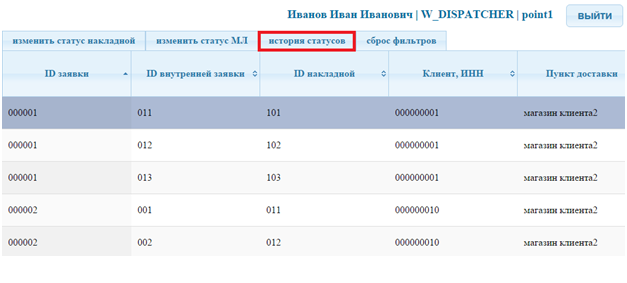 Иванов Иван Иванович | W_DISPATCHER | point1 выйти
изменить статус накладной изменить статус МЛ история статусов сброс фильтров
ID заявки ID внутренней заявки ID накладной Клиент, ИНН Пункт доставки
000001 011 101 000000001 магазин клиента2
000001 012 102 000000001 магазин клиента2
000001 013 103 000000001 магазин клиента2
000002 001 011 000000010 магазин клиента2
000002 002 012 000000010 магазин клиента2